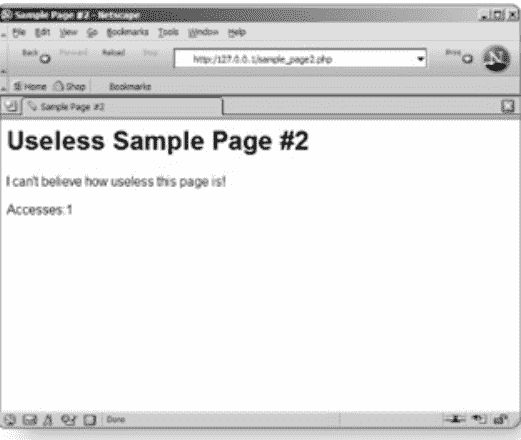 Sample Page #2 - Netscape
File Edit View Go Bookmarks Tools Window Help
Back Forward Reload Stop http://127.0.0.1/sample_page2.php Print
Home Shop Bookmarks
Sample Page #2
Useless Sample Page #2
I can't believe how useless this page is!
Accesses:1
Done